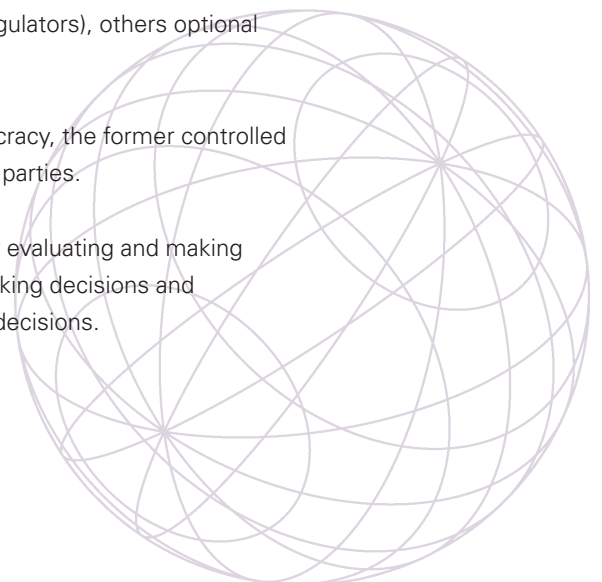 gulators), others optional
cracy, the former controlled
parties.
evaluating and making
king decisions and
decisions.